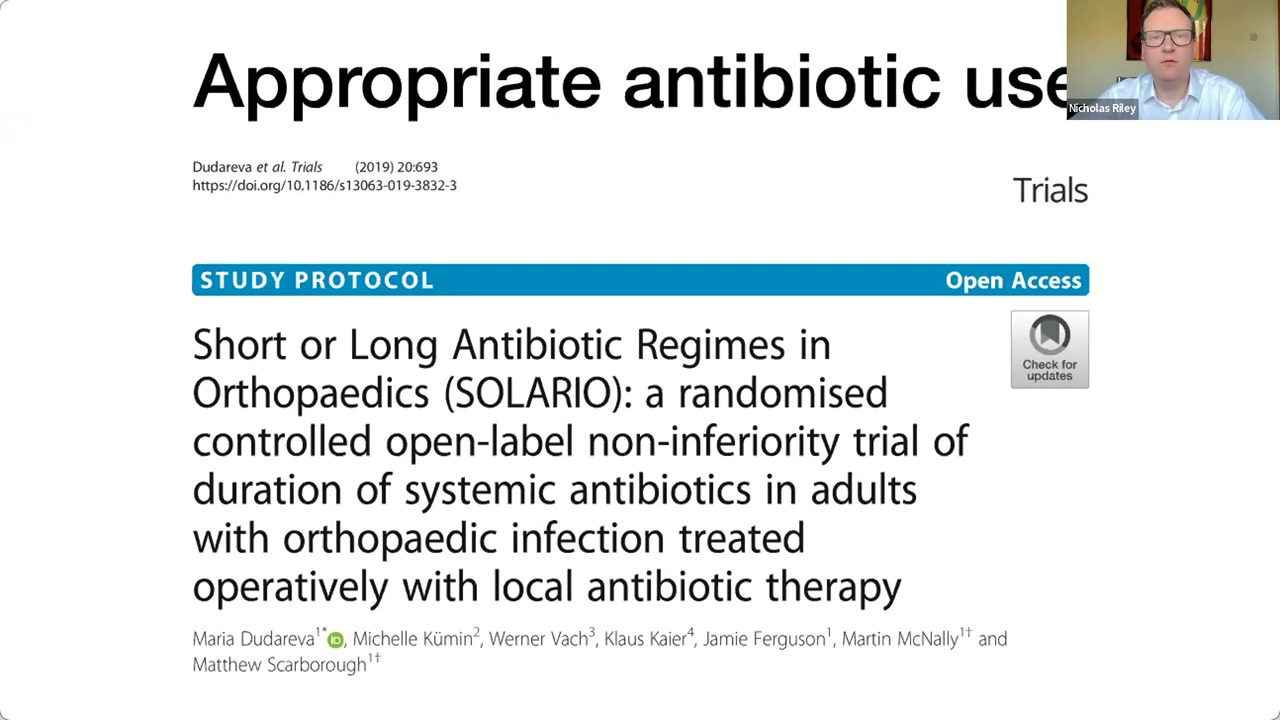 Appropriate antibiotic use
Nicholas Riley
Dudareva et al. Trials (2019) 20:693
https://doi.org/10.1186/s13063-019-3832-3
Trials
STUDY PROTOCOL Open Access
Short or Long Antibiotic Regimes in
Orthopaedics (SOLARIO): a randomised
controlled open-label non-inferiority trial of
duration of systemic antibiotics in adults
with orthopaedic infection treated
operatively with local antibiotic therapy
Check for
updates
Maria Dudareva1* iD, Michelle Kümin2, Werner Vach3, Klaus Kaier4, Jamie Ferguson1, Martin McNally1† and
Matthew Scarborough1†